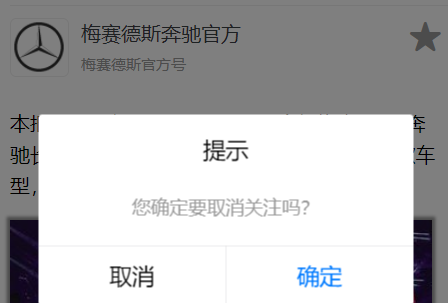 梅赛德斯奔驰官方
梅赛德斯官方号
本
奔
驰
车
型，
提示
您确定要取消关注吗？
取消
确定